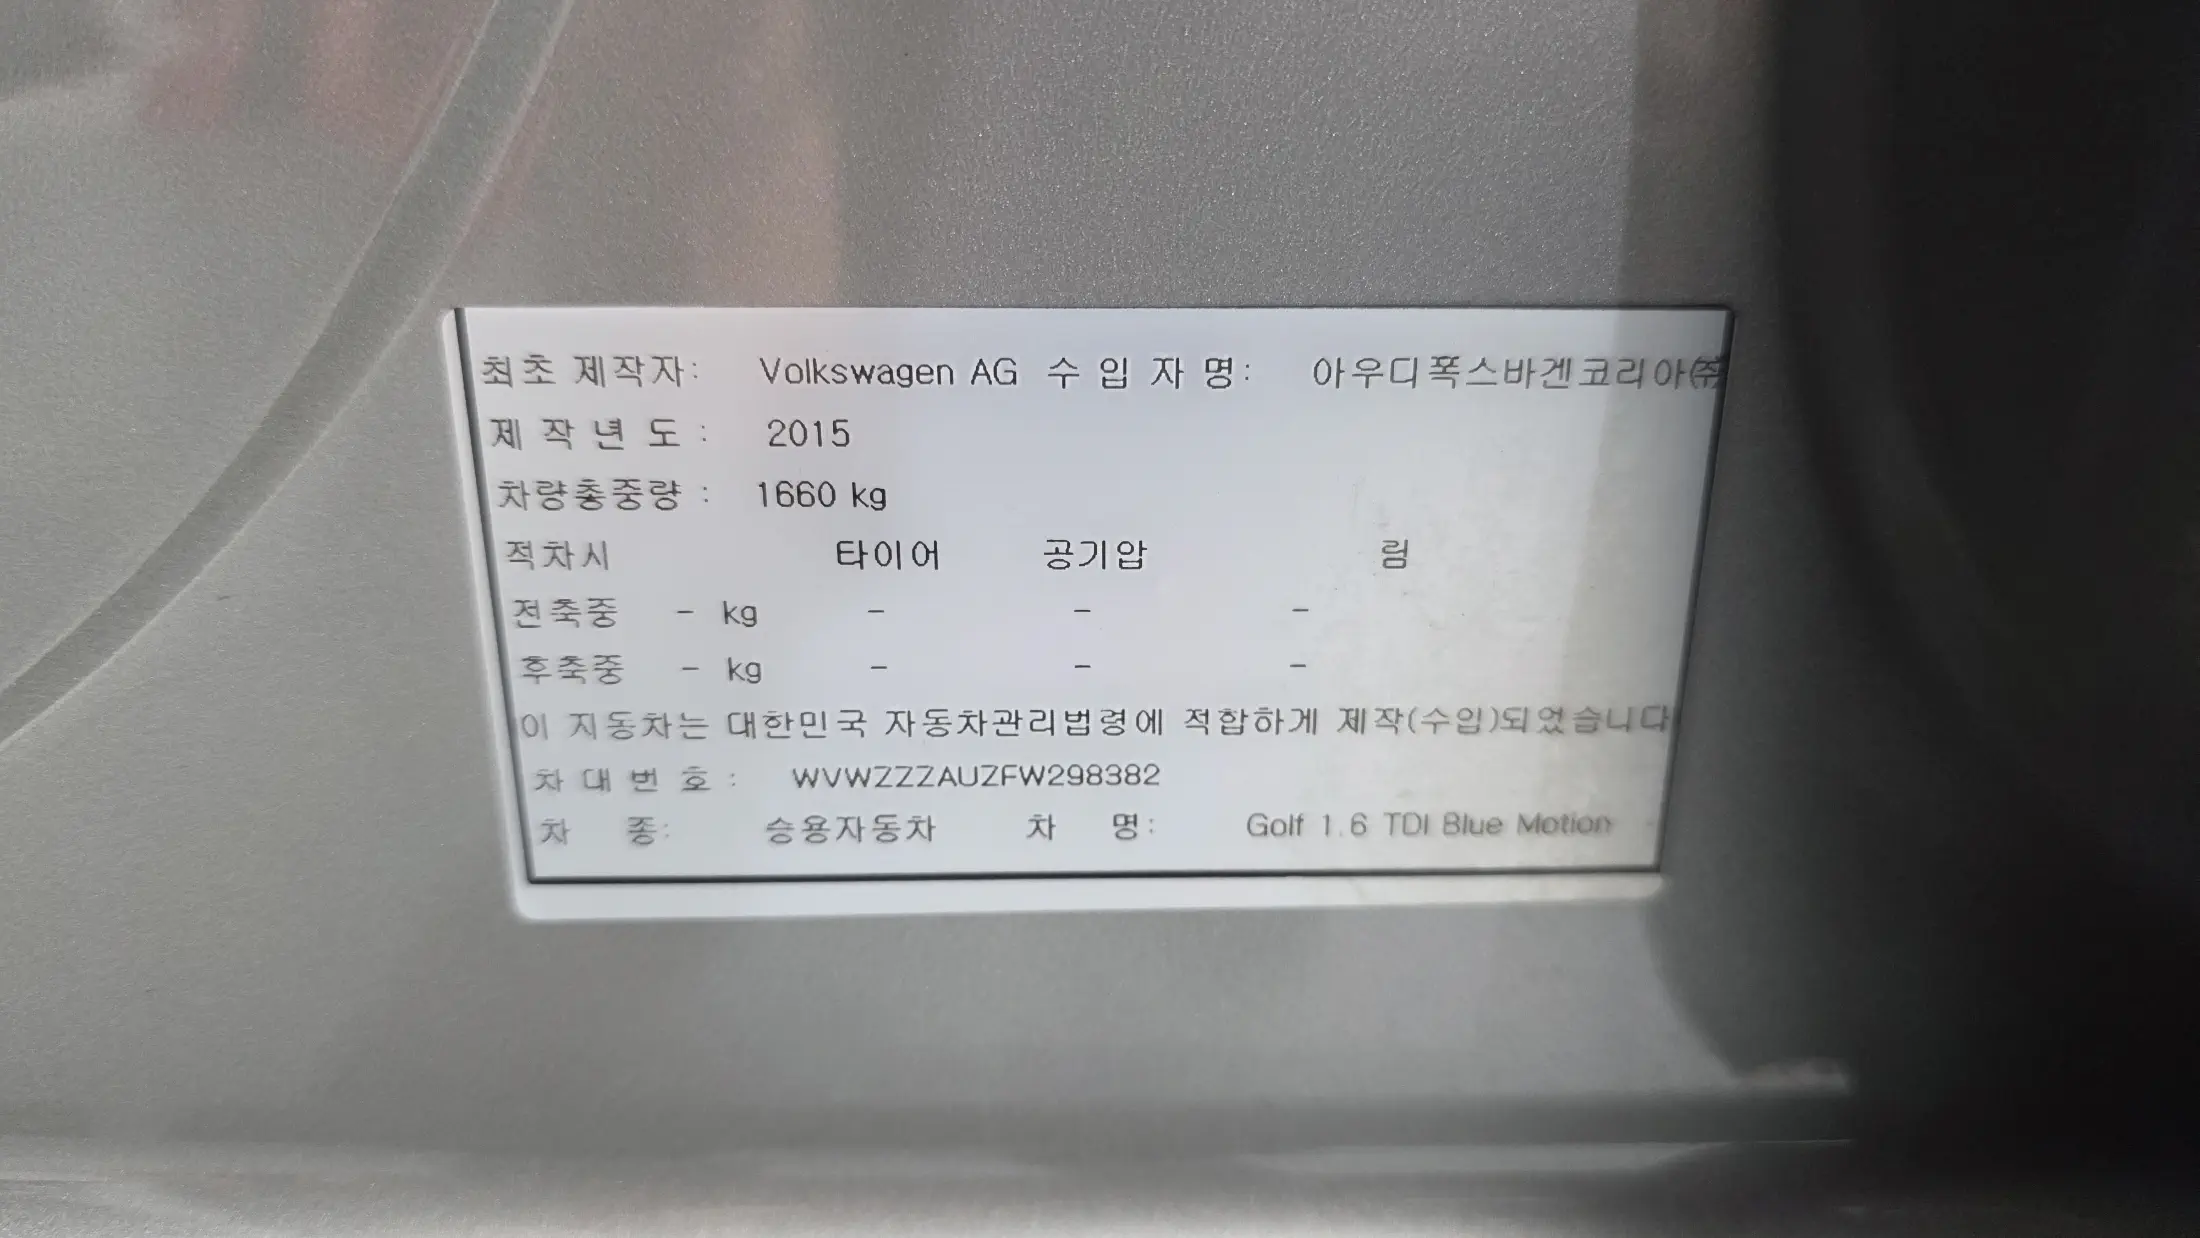 최초 제작자: Volkswagen AG 수 입 자 명: 아우디폭스바겐코리아㈜
제 작 년 도 : 2015
차량총중량 : 1660 kg
적차시 타이어 공기압 림
전축중 - kg - - -
후축중 - kg - - -
이 자동차는 대한민국 자동차관리법령에 적합하게 제작(수입)되었습니다
차 대 번 호 : WVWZZZAUZFW298382
차 종: 승용자동차 차 명: Golf 1.6 TDI Blue Motion